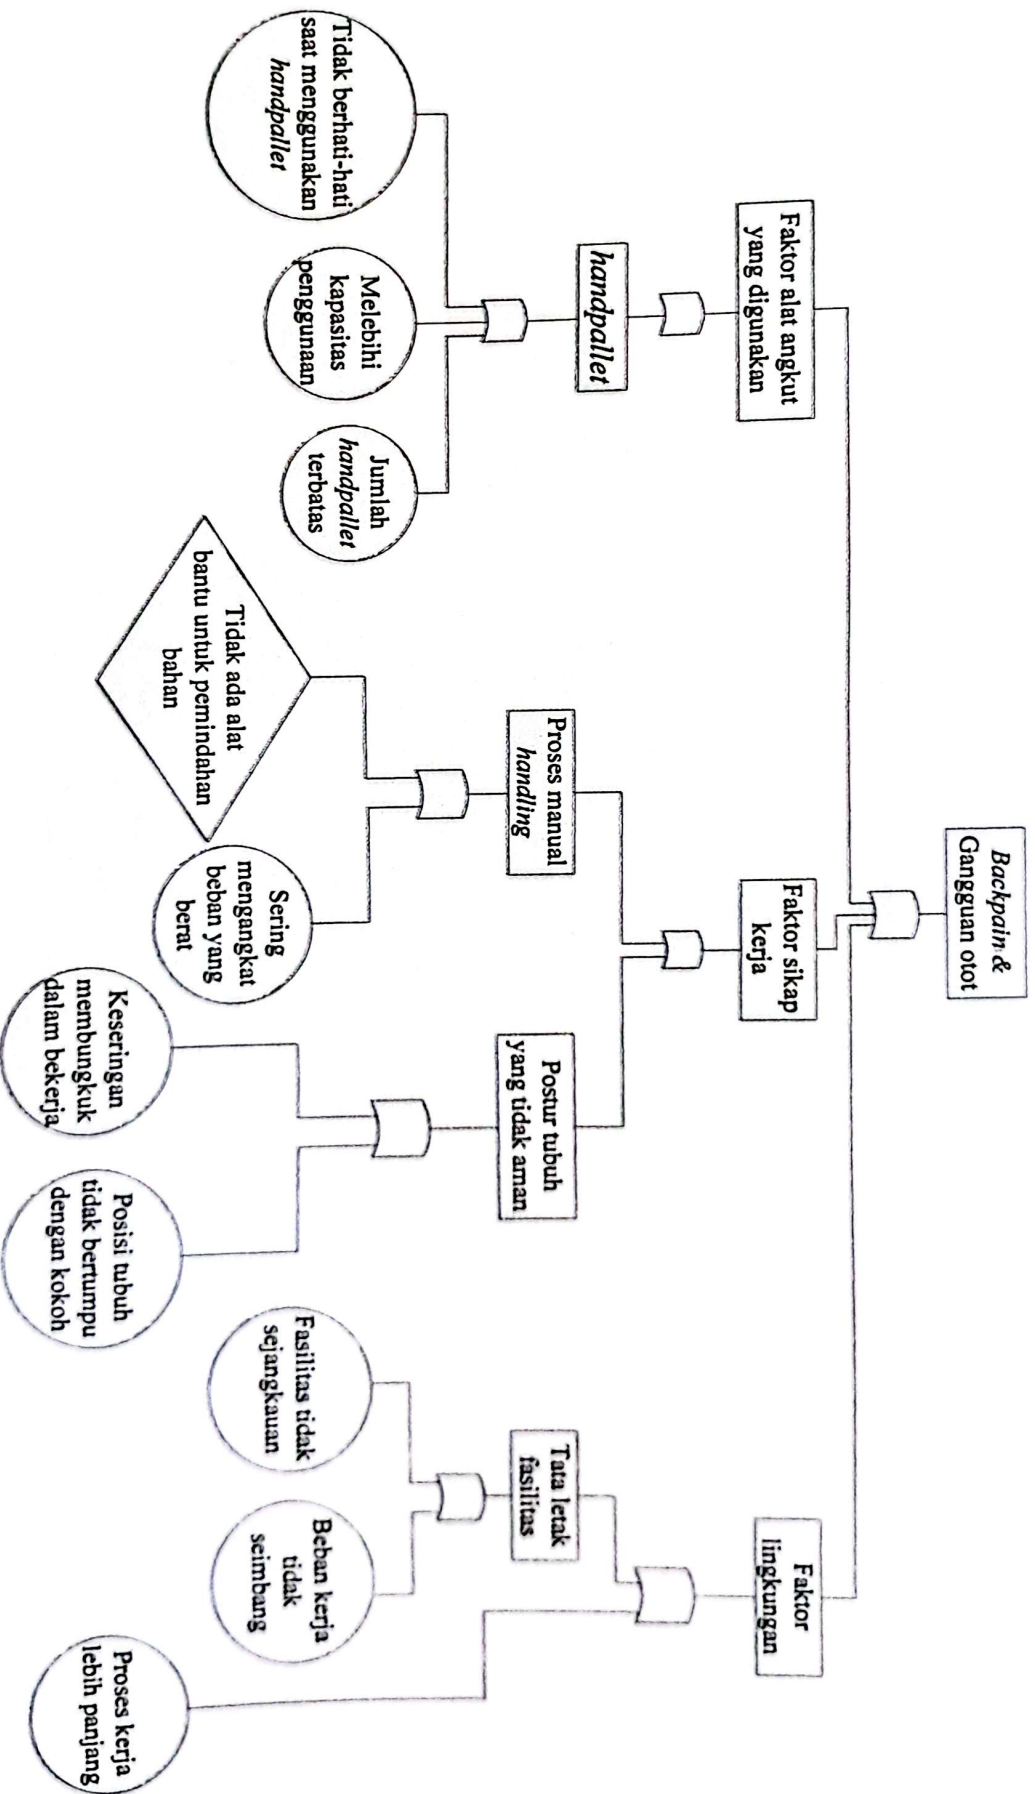 Backpain &
Gangguan otot
Faktor alat angkut
yang digunakan
Faktor sikap
kerja
Faktor
lingkungan
handpallet
Proses manual
handling
Postur tubuh
yang tidak aman
Tata letak
fasilitas
Tidak berhati-hati
saat menggunakan
handpallet
Melebihi
kapasitas
penggunaan
Jumlah
handpallet
terbatas
Tidak ada alat
bantu untuk pemindahan
bahan
Sering
mengangkat
beban yang
berat
Keseringan
membungkuk
dalam bekerja
Posisi tubuh
tidak bertumpu
dengan kokoh
Fasilitas tidak
sejangkauan
Beban kerja
tidak
seimbang
Proses kerja
lebih panjang